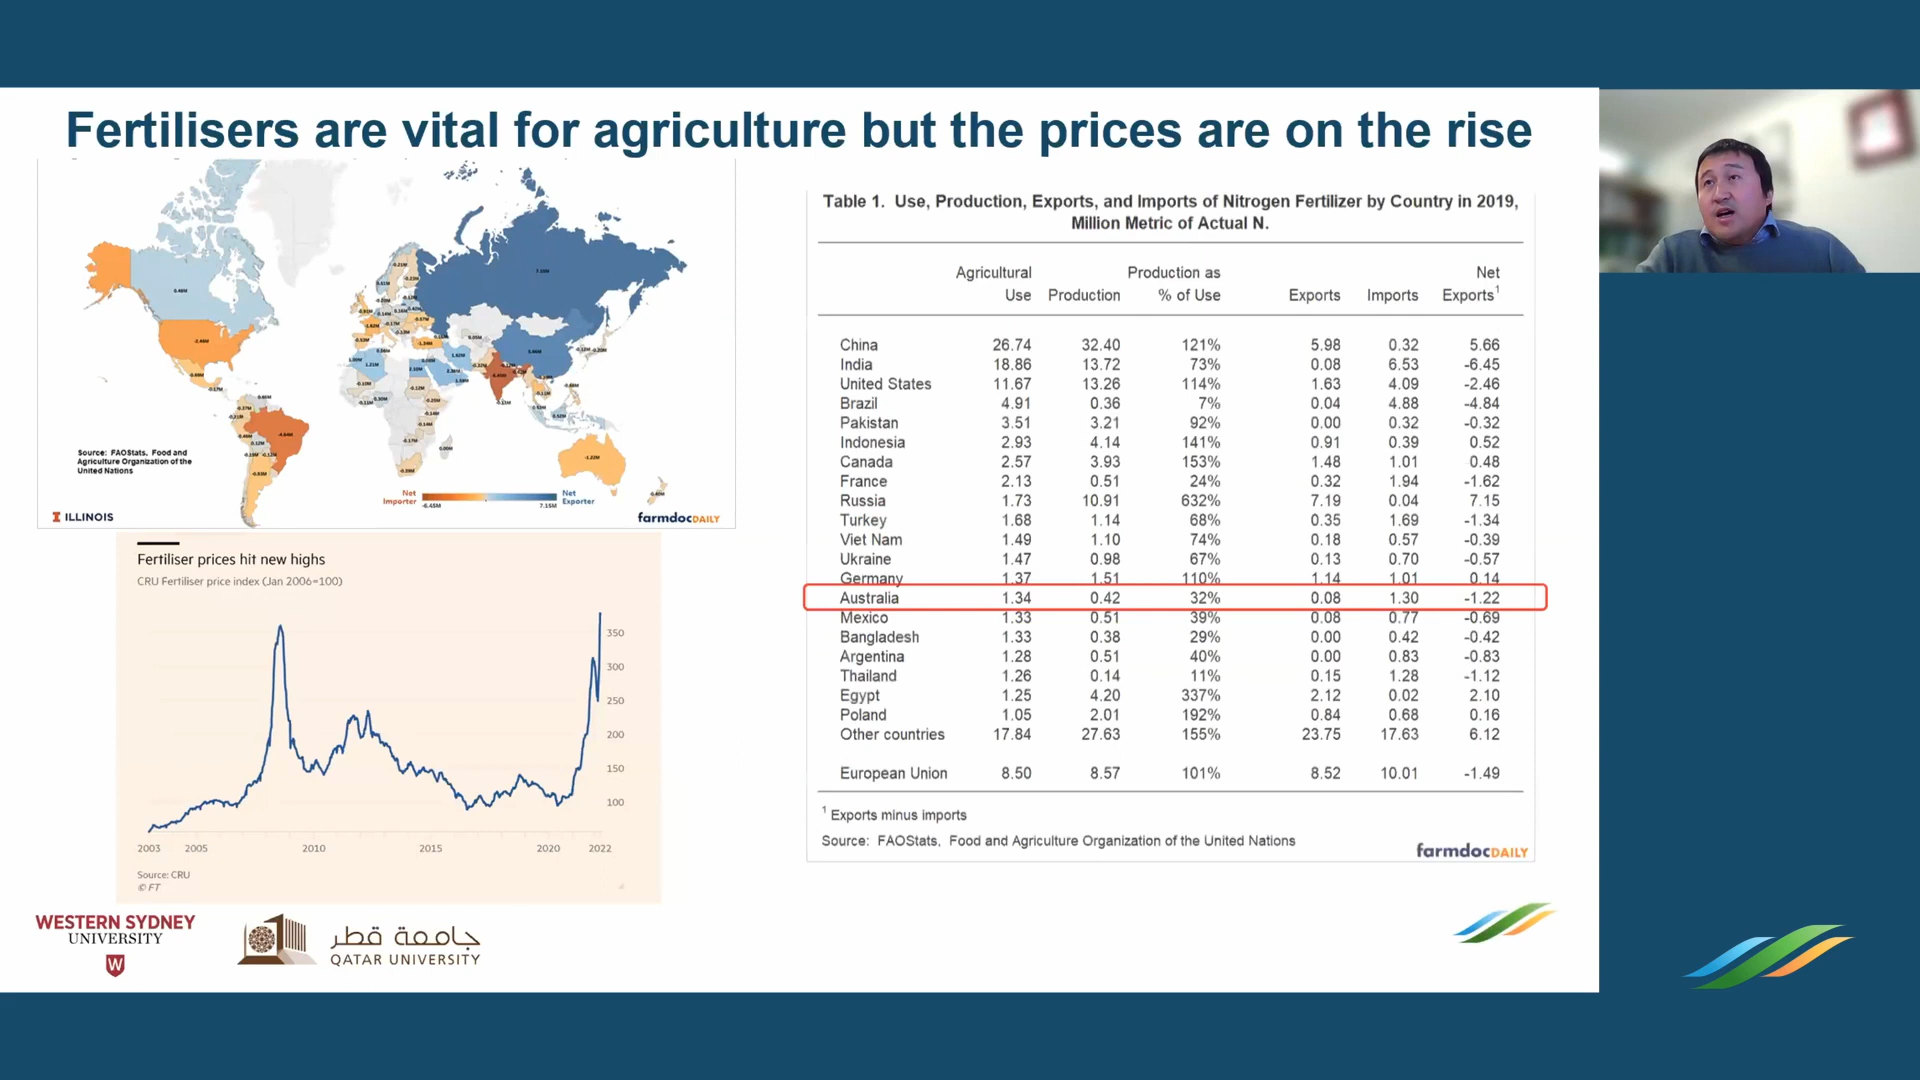 Fertilisers are vital for agriculture but the prices are on the rise
Source: FAOStats, Food and
Agriculture Organization of the
United Nations
Net
Importer
-6.45M
7.15M
Net
Exporter
ILLINOIS
farmdocDAILY
Fertiliser prices hit new highs
CRU Fertiliser price index (Jan 2006=100)
350
300
250
200
150
100
2003 2005 2010 2015 2020 2022
Source: CRU
© FT
Table 1. Use, Production, Exports, and Imports of Nitrogen Fertilizer by Country in 2019,
Million Metric of Actual N.
Agricultural Production as Net
Use Production % of Use Exports Imports Exports1
China 26.74 32.40 121% 5.98 0.32 5.66
India 18.86 13.72 73% 0.08 6.53 -6.45
United States 11.67 13.26 114% 1.63 4.09 -2.46
Brazil 4.91 0.36 7% 0.04 4.88 -4.84
Pakistan 3.51 3.21 92% 0.00 0.32 -0.32
Indonesia 2.93 4.14 141% 0.91 0.39 0.52
Canada 2.57 3.93 153% 1.48 1.01 0.48
France 2.13 0.51 24% 0.32 1.94 -1.62
Russia 1.73 10.91 632% 7.19 0.04 7.15
Turkey 1.68 1.14 68% 0.35 1.69 -1.34
Viet Nam 1.49 1.10 74% 0.18 0.57 -0.39
Ukraine 1.47 0.98 67% 0.13 0.70 -0.57
Germany 1.37 1.51 110% 1.14 1.01 0.14
Australia 1.34 0.42 32% 0.08 1.30 -1.22
Mexico 1.33 0.51 39% 0.08 0.77 -0.69
Bangladesh 1.33 0.38 29% 0.00 0.42 -0.42
Argentina 1.28 0.51 40% 0.00 0.83 -0.83
Thailand 1.26 0.14 11% 0.15 1.28 -1.12
Egypt 1.25 4.20 337% 2.12 0.02 2.10
Poland 1.05 2.01 192% 0.84 0.68 0.16
Other countries 17.84 27.63 155% 23.75 17.63 6.12
European Union 8.50 8.57 101% 8.52 10.01 -1.49
1 Exports minus imports
Source: FAOStats, Food and Agriculture Organization of the United Nations
farmdocDAILY
WESTERN SYDNEY
UNIVERSITY
W
جامعة قطر
QATAR UNIVERSITY